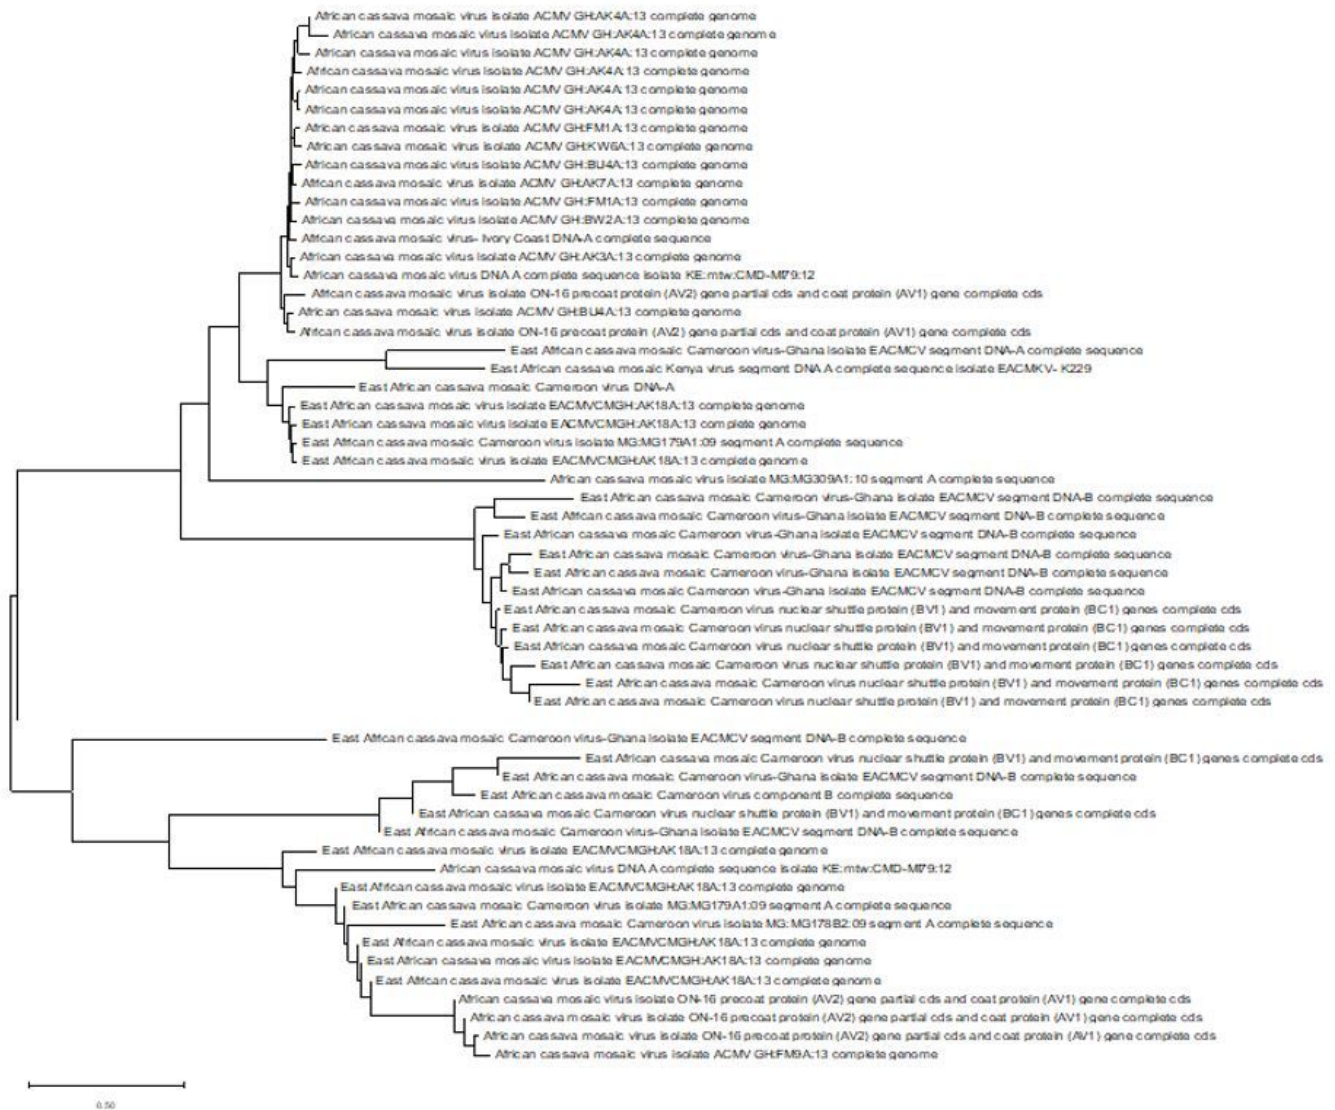 African cassava mosaic virus isolate ACMV GH:AK4A:13 complete genome
African cassava mosaic virus isolate ACMV GH:AK4A:13 complete genome
African cassava mosaic virus isolate ACMV GH:AK4A:13 complete genome
African cassava mosaic virus isolate ACMV GH:AK4A:13 complete genome
African cassava mosaic virus isolate ACMV GH:AK4A:13 complete genome
African cassava mosaic virus isolate ACMV GH:AK4A:13 complete genome
African cassava mosaic virus isolate ACMV GH:FM1A:13 complete genome
African cassava mosaic virus isolate ACMV GH:KW6A:13 complete genome
African cassava mosaic virus isolate ACMV GH:BU4A:13 complete genome
African cassava mosaic virus isolate ACMV GH:AK7A:13 complete genome
African cassava mosaic virus isolate ACMV GH:FM1A:13 complete genome
African cassava mosaic virus isolate ACMV GH:BW2A:13 complete genome
African cassava mosaic virus- Ivory Coast DNA-A complete sequence
African cassava mosaic virus isolate ACMV GH:AK3A:13 complete genome
African cassava mosaic virus DNA A complete sequence isolate KE:mtw:CMD-MI79:12
African cassava mosaic virus isolate ON-16 precoat protein (AV2) gene partial cds and coat protein (AV1) gene complete cds
African cassava mosaic virus isolate ACMV GH:BU4A:13 complete genome
African cassava mosaic virus isolate ON-16 precoat protein (AV2) gene partial cds and coat protein (AV1) gene complete cds
East African cassava mosaic Cameroon virus-Ghana isolate EACMCV segment DNA-A complete sequence
East African cassava mosaic Kenya virus segment DNA A complete sequence isolate EACMKV- K229
East African cassava mosaic Cameroon virus DNA-A
East African cassava mosaic virus isolate EACMVCMGH:AK18A:13 complete genome
East African cassava mosaic virus isolate EACMVCMGH:AK18A:13 complete genome
East African cassava mosaic Cameroon virus isolate MG:MG179A1:09 segment A complete sequence
East African cassava mosaic virus isolate EACMVCMGH:AK18A:13 complete genome
African cassava mosaic virus isolate MG:MG309A1:10 segment A complete sequence
East African cassava mosaic Cameroon virus-Ghana isolate EACMCV segment DNA-B complete sequence
East African cassava mosaic Cameroon virus-Ghana isolate EACMCV segment DNA-B complete sequence
East African cassava mosaic Cameroon virus-Ghana isolate EACMCV segment DNA-B complete sequence
East African cassava mosaic Cameroon virus-Ghana isolate EACMCV segment DNA-B complete sequence
East African cassava mosaic Cameroon virus-Ghana isolate EACMCV segment DNA-B complete sequence
East African cassava mosaic Cameroon virus-Ghana isolate EACMCV segment DNA-B complete sequence
East African cassava mosaic Cameroon virus nuclear shuttle protein (BV1) and movement protein (BC1) genes complete cds
East African cassava mosaic Cameroon virus nuclear shuttle protein (BV1) and movement protein (BC1) genes complete cds
East African cassava mosaic Cameroon virus nuclear shuttle protein (BV1) and movement protein (BC1) genes complete cds
East African cassava mosaic Cameroon virus nuclear shuttle protein (BV1) and movement protein (BC1) genes complete cds
East African cassava mosaic Cameroon virus nuclear shuttle protein (BV1) and movement protein (BC1) genes complete cds
East African cassava mosaic Cameroon virus nuclear shuttle protein (BV1) and movement protein (BC1) genes complete cds
East African cassava mosaic Cameroon virus-Ghana isolate EACMCV segment DNA-B complete sequence
East African cassava mosaic Cameroon virus nuclear shuttle protein (BV1) and movement protein (BC1) genes complete cds
East African cassava mosaic Cameroon virus-Ghana isolate EACMCV segment DNA-B complete sequence
East African cassava mosaic Cameroon virus component B complete sequence
East African cassava mosaic Cameroon virus nuclear shuttle protein (BV1) and movement protein (BC1) genes complete cds
East African cassava mosaic Cameroon virus-Ghana isolate EACMCV segment DNA-B complete sequence
East African cassava mosaic virus isolate EACMVCMGH:AK18A:13 complete genome
African cassava mosaic virus DNA A complete sequence isolate KE:mtw:CMD-MI79:12
East African cassava mosaic virus isolate EACMVCMGH:AK18A:13 complete genome
East African cassava mosaic Cameroon virus isolate MG:MG179A1:09 segment A complete sequence
East African cassava mosaic Cameroon virus isolate MG:MG178B2:09 segment A complete sequence
East African cassava mosaic virus isolate EACMVCMGH:AK18A:13 complete genome
East African cassava mosaic virus isolate EACMVCMGH:AK18A:13 complete genome
East African cassava mosaic virus isolate EACMVCMGH:AK18A:13 complete genome
African cassava mosaic virus isolate ON-16 precoat protein (AV2) gene partial cds and coat protein (AV1) gene complete cds
African cassava mosaic virus isolate ON-16 precoat protein (AV2) gene partial cds and coat protein (AV1) gene complete cds
African cassava mosaic virus isolate ON-16 precoat protein (AV2) gene partial cds and coat protein (AV1) gene complete cds
African cassava mosaic virus isolate ACMV GH:FM9A:13 complete genome
0.50